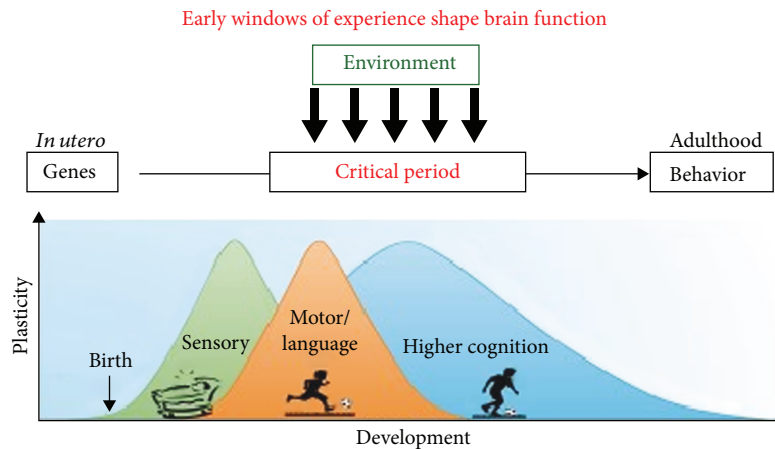 Early windows of experience shape brain function
Environment
In utero
Adulthood
Genes
Critical period
Behavior
Plasticity
Birth
Sensory
Motor/
language
Higher cognition
Development